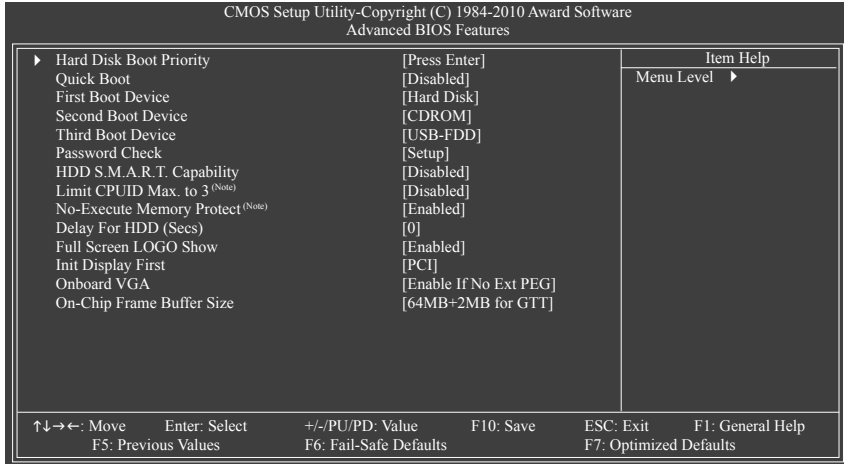 CMOS Setup Utility-Copyright (C) 1984-2010 Award Software
Advanced BIOS Features
Hard Disk Boot Priority [Press Enter]
Quick Boot [Disabled]
First Boot Device [Hard Disk]
Second Boot Device [CDROM]
Third Boot Device [USB-FDD]
Password Check [Setup]
HDD S.M.A.R.T. Capability [Disabled]
Limit CPUID Max. to 3 (Note) [Disabled]
No-Execute Memory Protect (Note) [Enabled]
Delay For HDD (Secs) [0]
Full Screen LOGO Show [Enabled]
Init Display First [PCI]
Onboard VGA [Enable If No Ext PEG]
On-Chip Frame Buffer Size [64MB+2MB for GTT]
Item Help
Menu Level
↑↓→←: Move Enter: Select +/-/PU/PD: Value F10: Save ESC: Exit F1: General Help
F5: Previous Values F6: Fail-Safe Defaults F7: Optimized Defaults